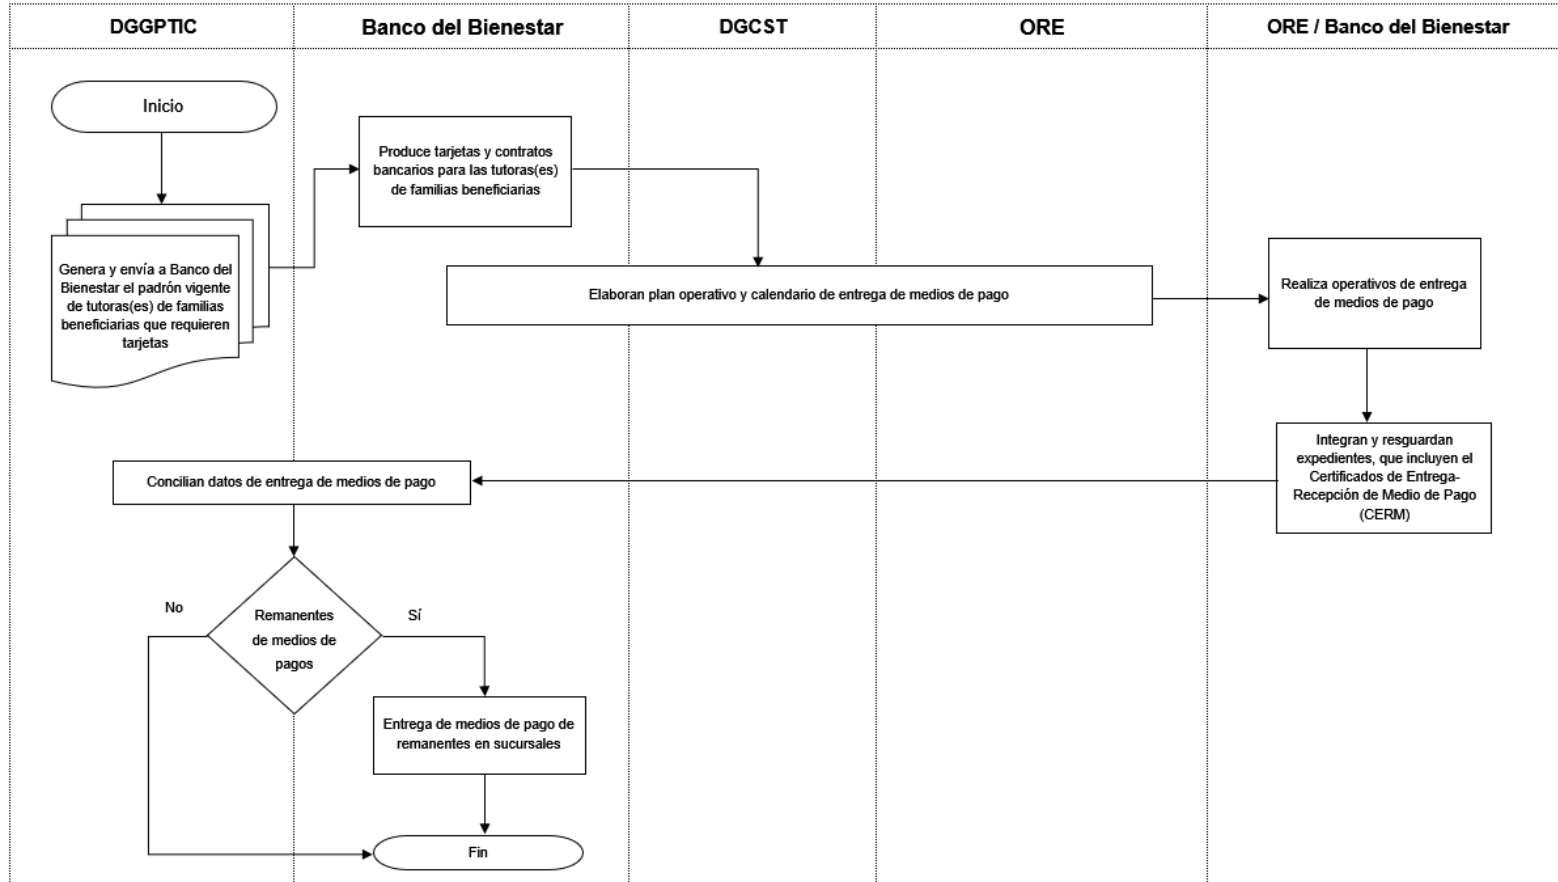 DGGPTIC
Banco del Bienestar
DGCST
ORE
ORE / Banco del Bienestar
Inicio
Produce tarjetas y contratos
bancarios para las tutoras(es)
de familias beneficiarias
Genera y envía a Banco del
Bienestar el padrón vigente
de tutoras(es) de familias
beneficiarias que requieren
tarjetas
Elaboran plan operativo y calendario de entrega de medios de pago
Realiza operativos de entrega
de medios de pago
Integran y resguardan
expedientes, que incluyen el
Certificados de Entrega-
Recepción de Medio de Pago
(CERM)
Concilian datos de entrega de medios de pago
No
Remanentes
de medios de
pagos
Sí
Entrega de medios de pago de
remanentes en sucursales
Fin